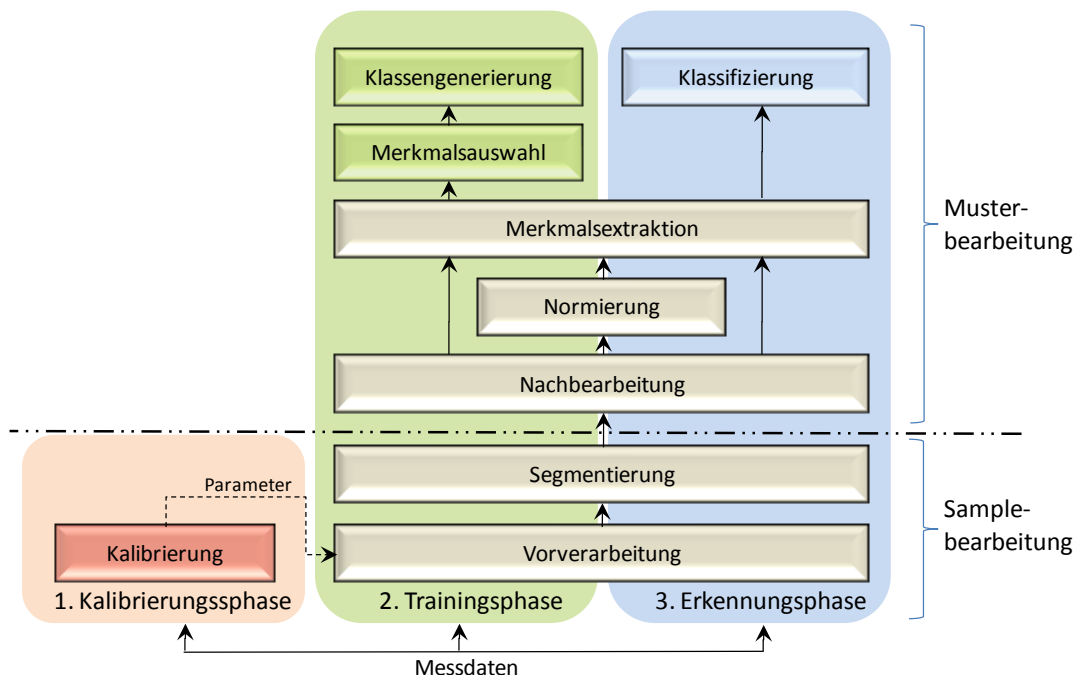 Klassengenerierung
Klassifizierung
Merkmalsauswahl
Merkmalsextraktion
Muster-
bearbeitung
Normierung
Nachbearbeitung
Segmentierung
Parameter
Sample-
bearbeitung
Kalibrierung
Vorverarbeitung
1. Kalibrierungssphase
2. Trainingsphase
3. Erkennungsphase
Messdaten